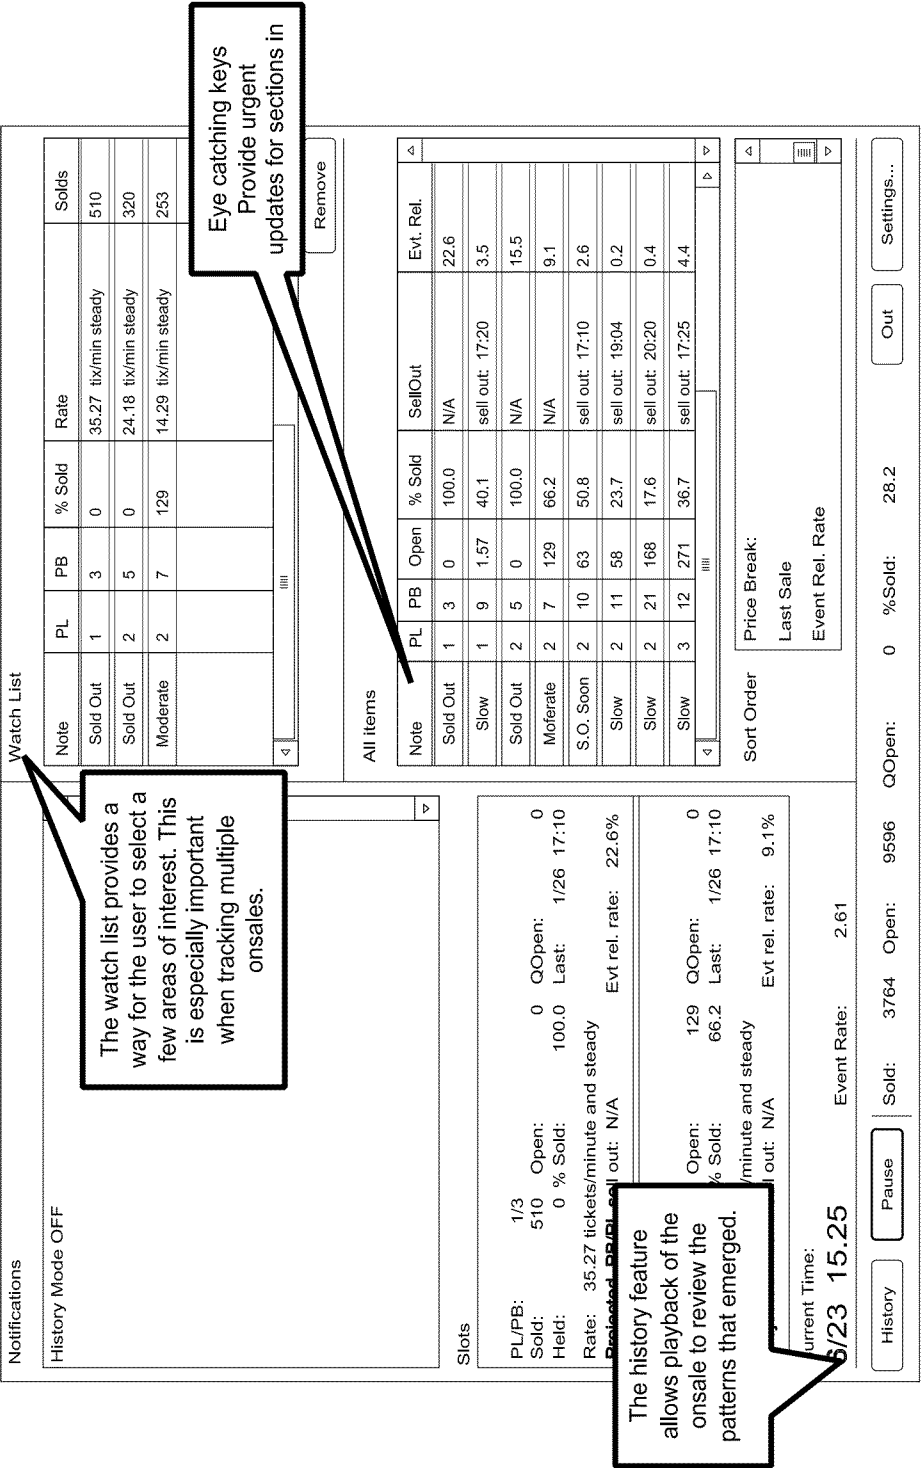 Notifications
History Mode OFF
The watch list provides a
way for the user to select a
few areas of interest. This
is especially important
when tracking multiple
onsales.
Slots
PL/PB: 1/3
Sold: 510 Open: 0 QOpen: 0
Held: 0 % Sold: 100.0 Last: 1/26 17:10
Rate: 35.27 tickets/minute and steady
out: N/A Evt rel. rate: 22.6%
Open: 129 QOpen: 0
% Sold: 66.2 Last: 1/26 17:10
/minute and steady
out: N/A Evt rel. rate: 9.1%
The history feature
allows playback of the
onsale to review the
patterns that emerged.
urrent Time:
6/23 15.25 Event Rate: 2.61
Watch List
Note PL PB % Sold Rate Solds
Sold Out 1 3 0 35.27 tix/min steady 510
Sold Out 2 5 0 24.18 tix/min steady 320
Moderate 2 7 129 14.29 tix/min steady 253
Remove
Eye catching keys
Provide urgent
updates for sections in
All items
Note PL PB Open % Sold SellOut Evt. Rel.
Sold Out 1 3 0 100.0 N/A 22.6
Slow 1 9 1.57 40.1 sell out: 17:20 3.5
Sold Out 2 5 0 100.0 N/A 15.5
Moferate 2 7 129 66.2 N/A 9.1
S.O. Soon 2 10 63 50.8 sell out: 17:10 2.6
Slow 2 11 58 23.7 sell out: 19:04 0.2
Slow 2 21 168 17.6 sell out: 20:20 0.4
Slow 3 12 271 36.7 sell out: 17:25 4.4
Sort Order
Price Break:
Last Sale
Event Rel. Rate
History Pause Sold: 3764 Open: 9596 QOpen: 0 %Sold: 28.2 Out Settings...